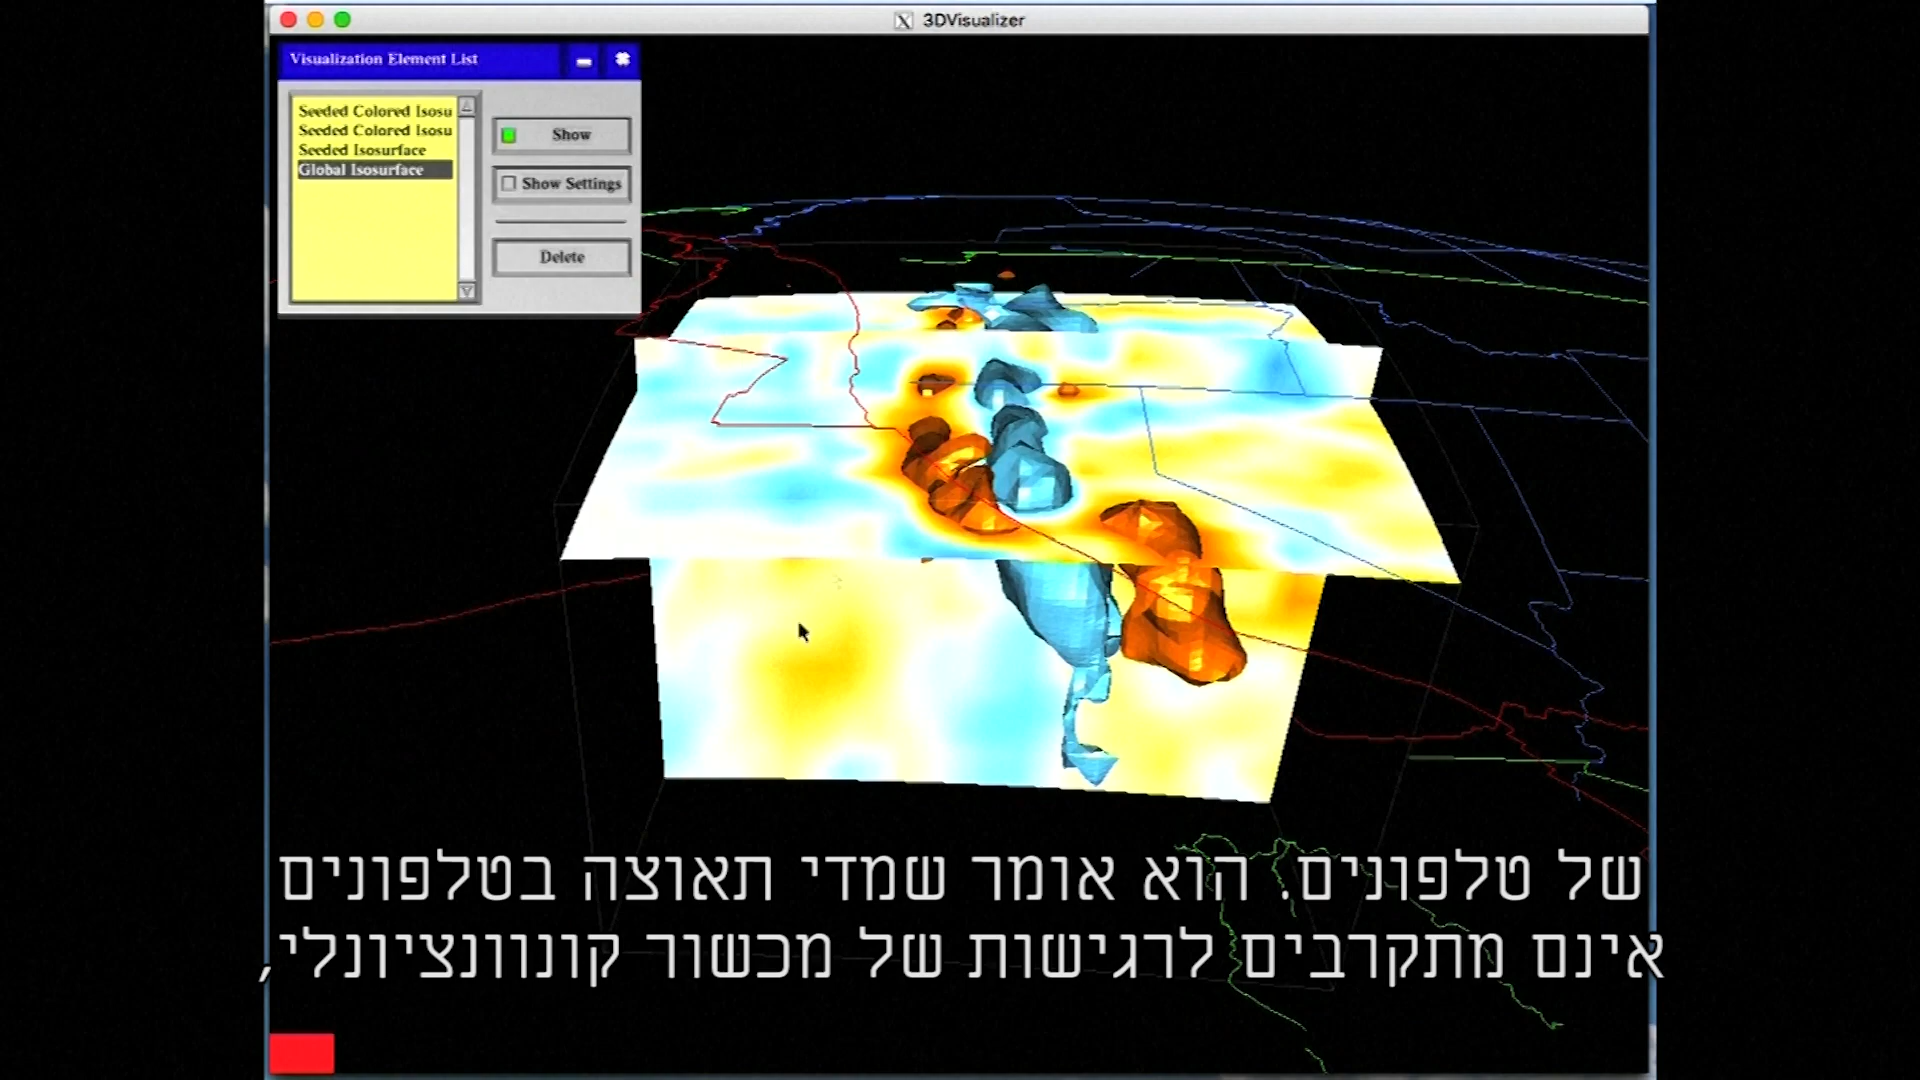 3DVisualizer
Visualization Element List
Seeded Colored Isosu
Seeded Colored Isosu
Seeded Isosurface
Global Isosurface
Show
Show Settings
Delete
של טלפונים. הוא אומר שמדי תאוצה בטלפונים
אינם מתקרבים לרגישות של מכשור קונוונציונלי,